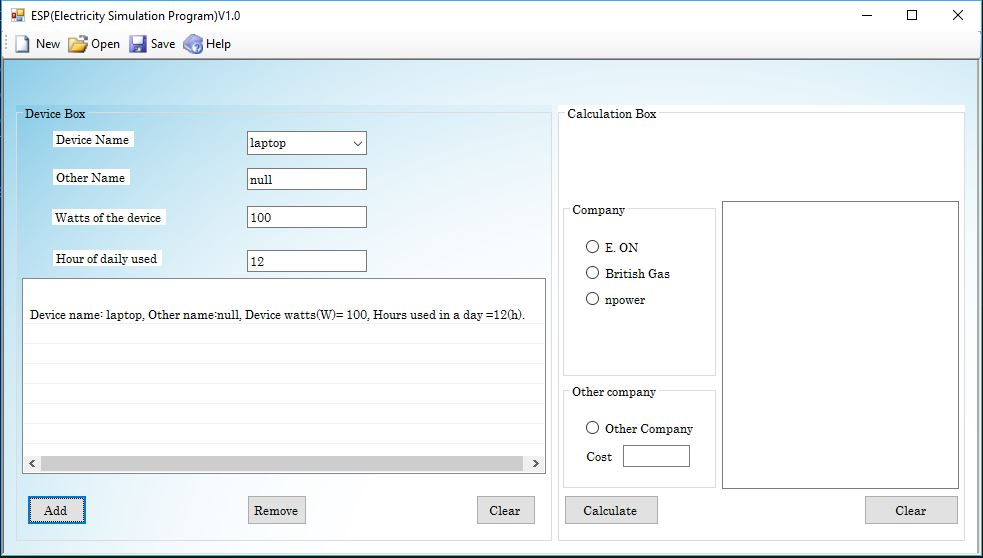 ESP(Electricity Simulation Program)V1.0
New Open Save Help
Device Box
Device Name
laptop
Other Name
null
Watts of the device
100
Hour of daily used
12
Device name: laptop, Other name:null, Device watts(W)= 100, Hours used in a day =12(h).
Add
Remove
Clear
Calculation Box
Company
E. ON
British Gas
npower
Other company
Other Company
Cost
Calculate
Clear